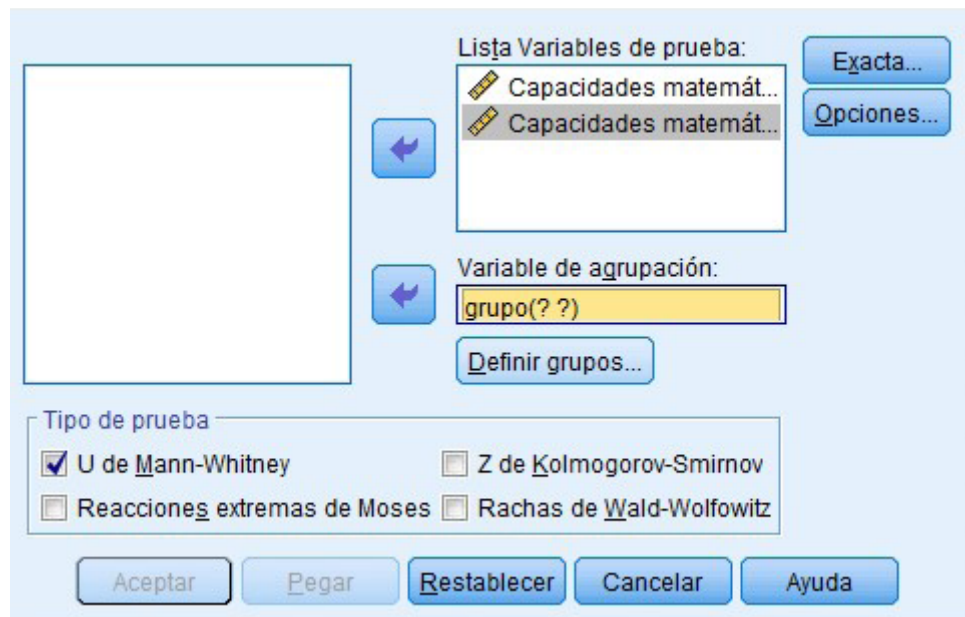 Lista Variables de prueba:
Capacidades matemát...
Capacidades matemát...
Exacta...
Opciones...
Variable de agrupación:
grupo(? ?)
Definir grupos...
Tipo de prueba
U de Mann-Whitney
Z de Kolmogorov-Smirnov
Reacciones extremas de Moses
Rachas de Wald-Wolfowitz
Aceptar
Pegar
Restablecer
Cancelar
Ayuda